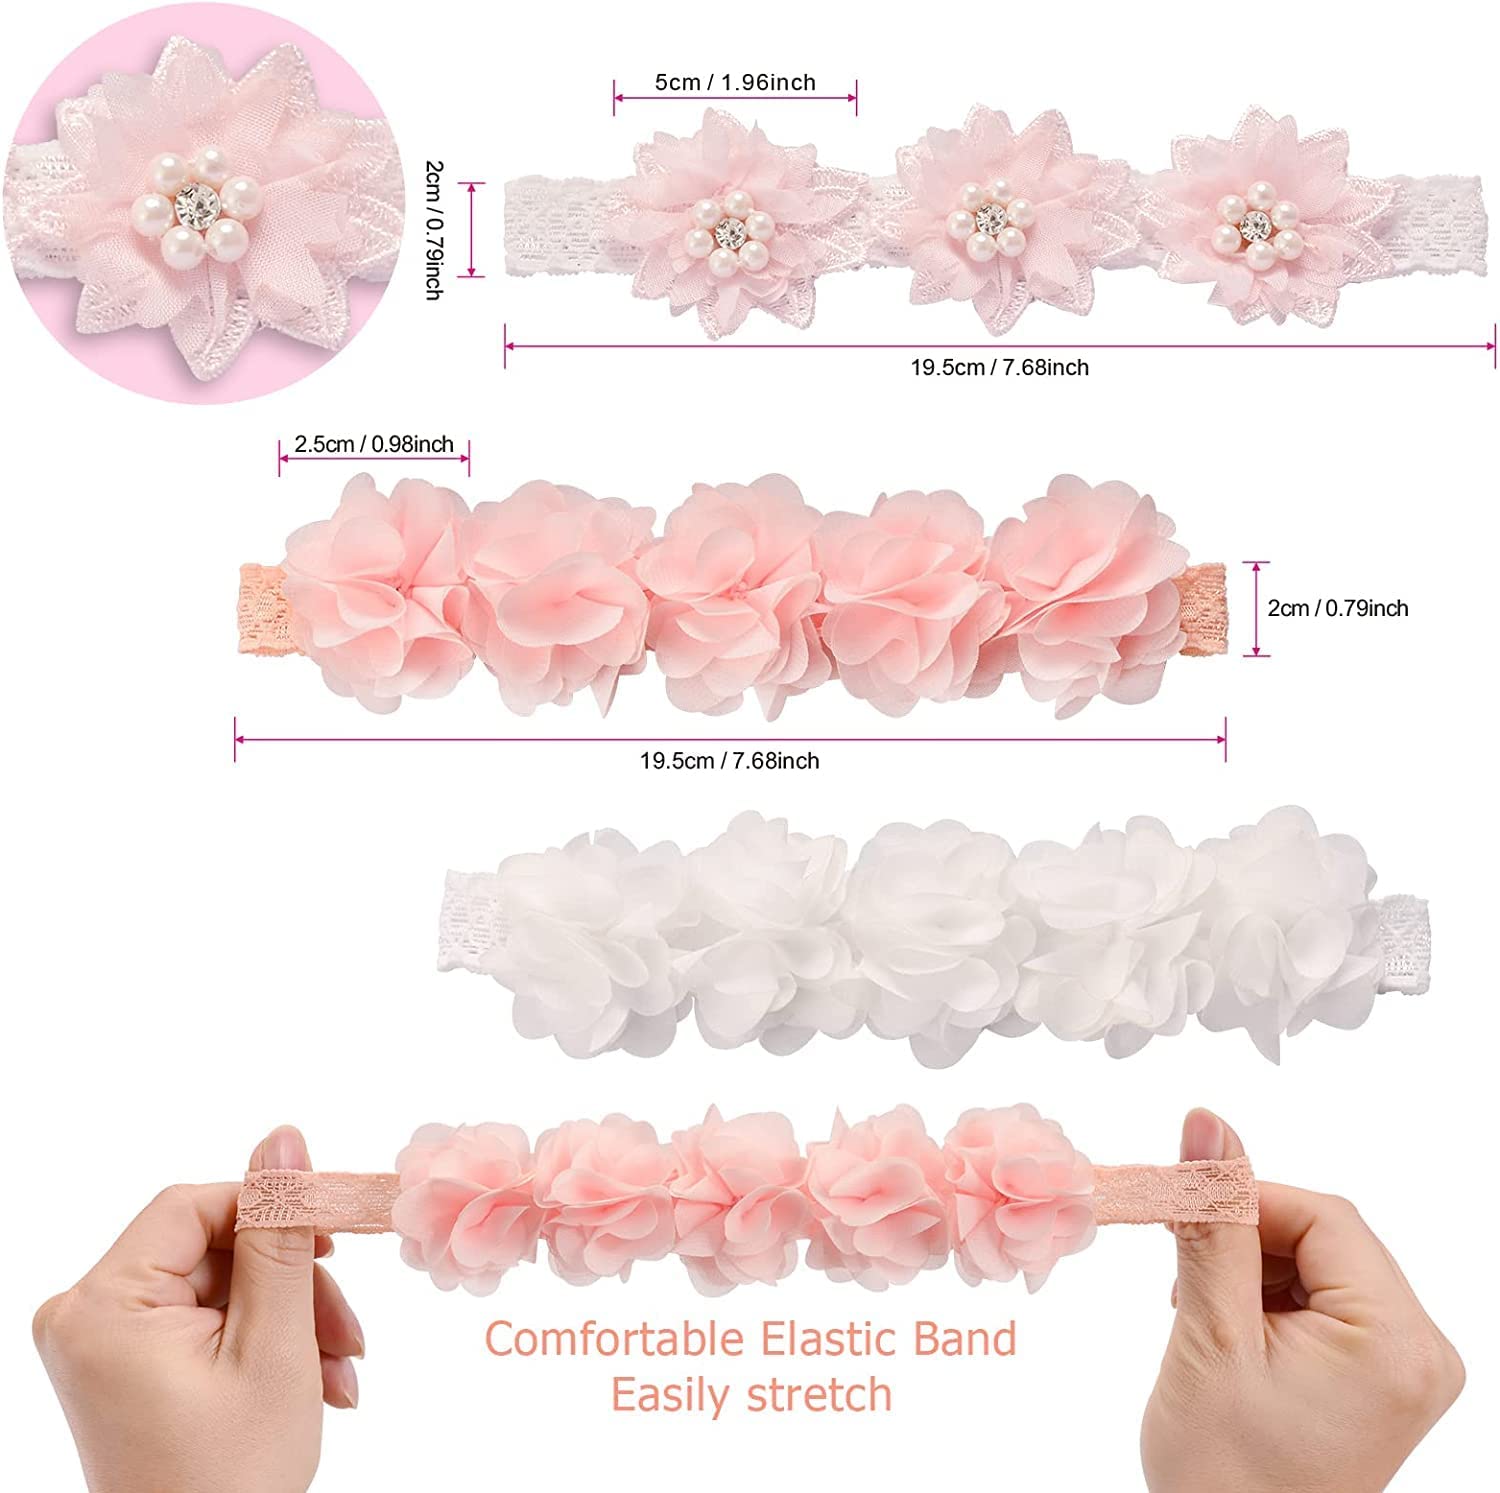 5cm / 1.96inch
2cm / 0.79inch
19.5cm / 7.68inch
2.5cm / 0.98inch
2cm / 0.79inch
19.5cm / 7.68inch
Comfortable Elastic Band
Easily stretch